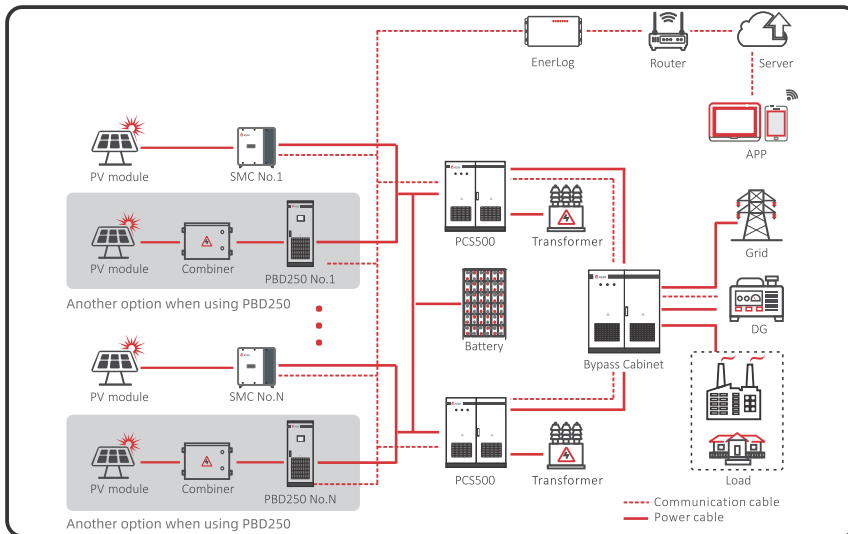 EnerLog
Router
Server
APP
PV module
SMC No.1
PV module
Combiner
PBD250 No.1
Another option when using PBD250
PCS500
Transformer
Battery
Bypass Cabinet
Grid
DG
Load
PV module
SMC No.N
PV module
Combiner
PBD250 No.N
Another option when using PBD250
PCS500
Transformer
Communication cable
Power cable